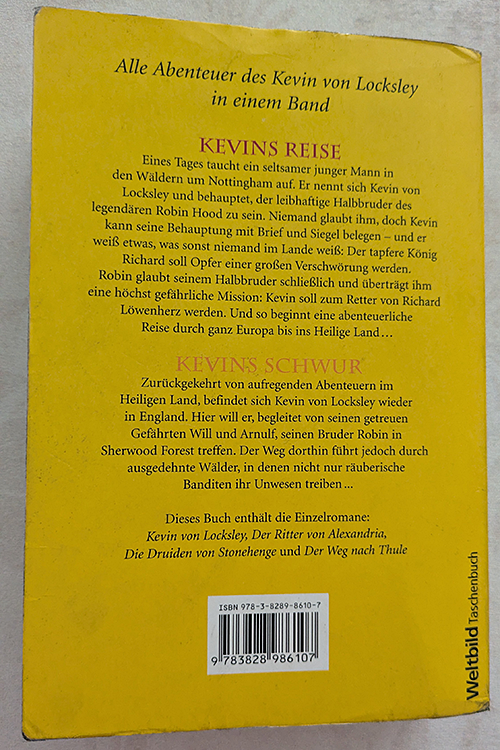 Alle Abenteuer des Kevin von Locksley
in einem Band
KEVINS REISE
Eines Tages taucht ein seltsamer junger Mann in
den Wäldern um Nottingham auf. Er nennt sich Kevin von
Locksley und behauptet, der leibhaftige Halbbruder des
legendären Robin Hood zu sein. Niemand glaubt ihm, doch Kevin
kann seine Behauptung mit Brief und Siegel belegen – und er
weiß etwas, was sonst niemand im Lande weiß: Der tapfere König
Richard soll Opfer einer großen Verschwörung werden.
Robin glaubt seinem Halbbruder schließlich und überträgt ihm
eine höchst gefährliche Mission: Kevin soll zum Retter von Richard
Löwenherz werden. Und so beginnt eine abenteuerliche
Reise durch ganz Europa bis ins Heilige Land ...
KEVIN'S SCHWUR
Zurückgekehrt von aufregenden Abenteuern im
Heiligen Land, befindet sich Kevin von Locksley wieder
in England. Hier will er, begleitet von seinen getreuen
Gefährten Will und Arnulf, seinen Bruder Robin in
Sherwood Forest treffen. Der Weg dorthin führt jedoch durch
ausgedehnte Wälder, in denen nicht nur räuberische
Banditen ihr Unwesen treiben ...
Dieses Buch enthält die Einzelromane:
Kevin von Locksley, Der Ritter von Alexandria,
Die Druiden von Stonehenge und Der Weg nach Thule
ISBN 978-3-8289-8610-7
9 783828 986107
Weltbild Taschenbuch